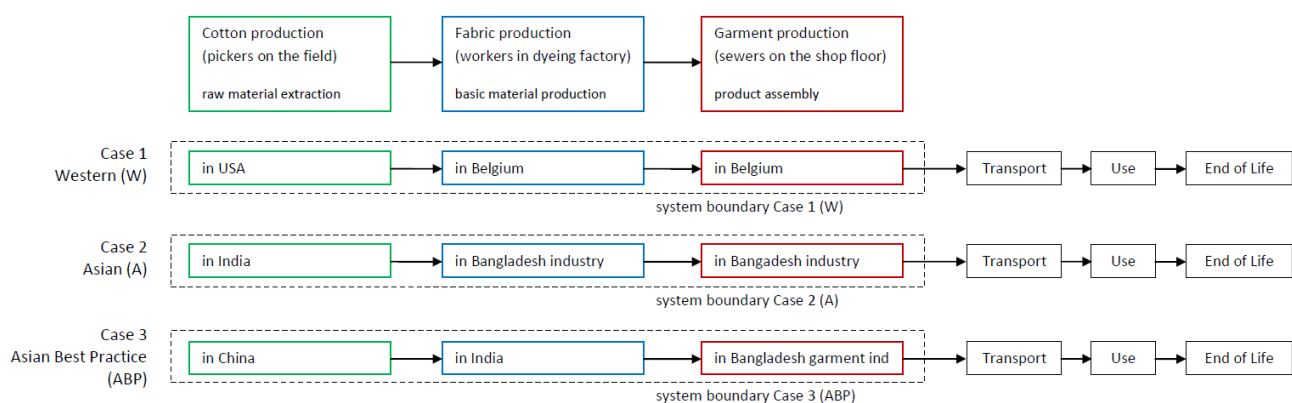 Cotton production
(pickers on the field)
raw material extraction
Fabric production
(workers in dyeing factory)
basic material production
Garment production
(sewers on the shop floor)
product assembly
Case 1
Western (W)
in USA
in Belgium
in Belgium
Transport
Use
End of Life
system boundary Case 1 (W)
Case 2
Asian (A)
in India
in Bangladesh industry
in Bangadesh industry
Transport
Use
End of Life
system boundary Case 2 (A)
Case 3
Asian Best Practice
(ABP)
in China
in India
in Bangladesh garment ind
Transport
Use
End of Life
system boundary Case 3 (ABP)